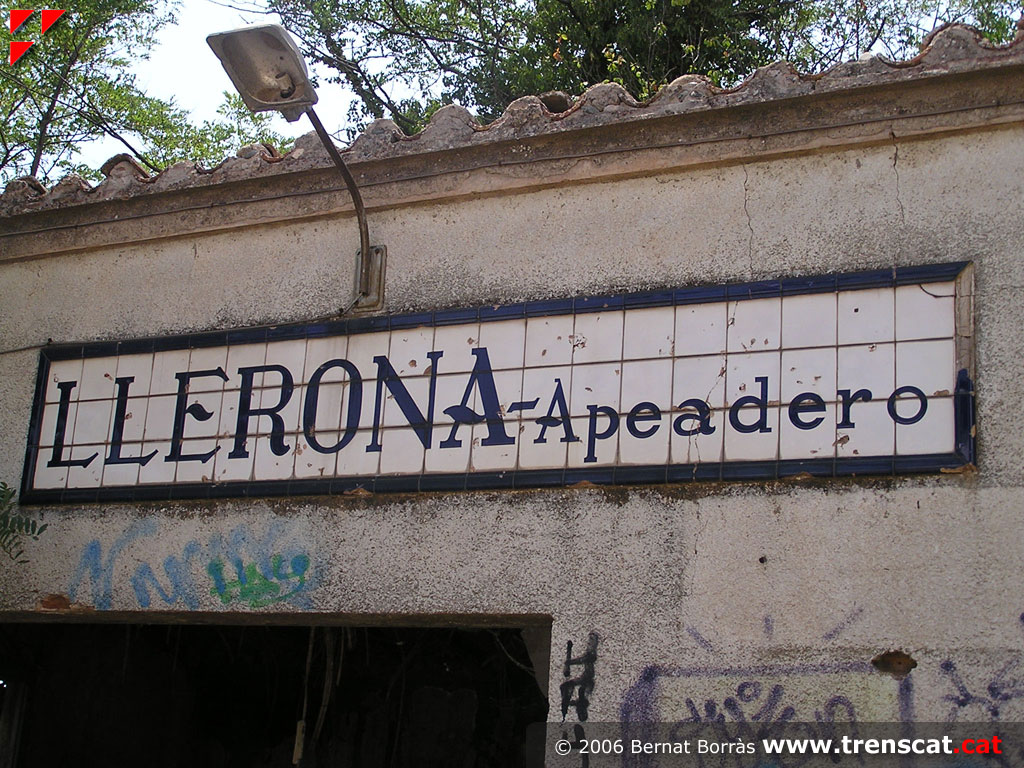 LLERONA-Apeadero
© 2006 Bernat Borràs www.trenscat.cat